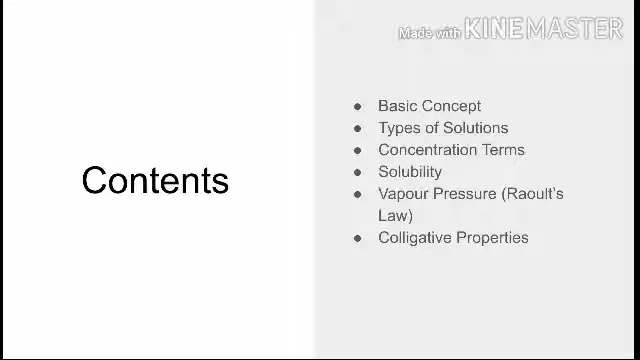 Made with KINEMASTER
Contents
● Basic Concept
● Types of Solutions
● Concentration Terms
● Solubility
● Vapour Pressure (Raoult's
Law)
● Colligative Properties